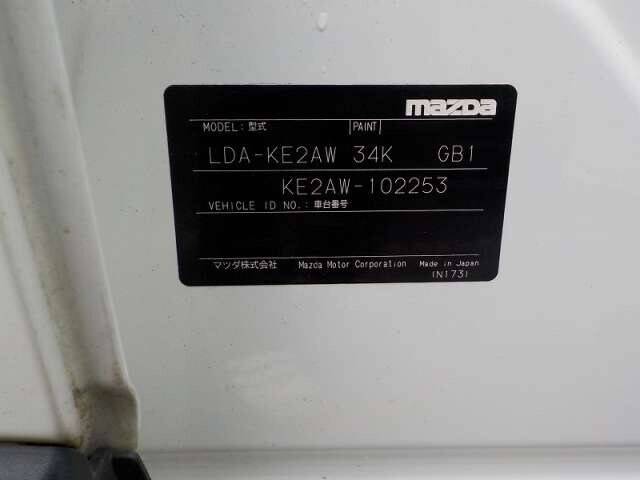 mazda
MODEL: 型式 |PAINT|
LDA-KE2AW 34K GB1
KE2AW-102253
VEHICLE ID NO.: 車台番号
マツダ株式会社 Mazda Motor Corporation Made in Japan
(N173)